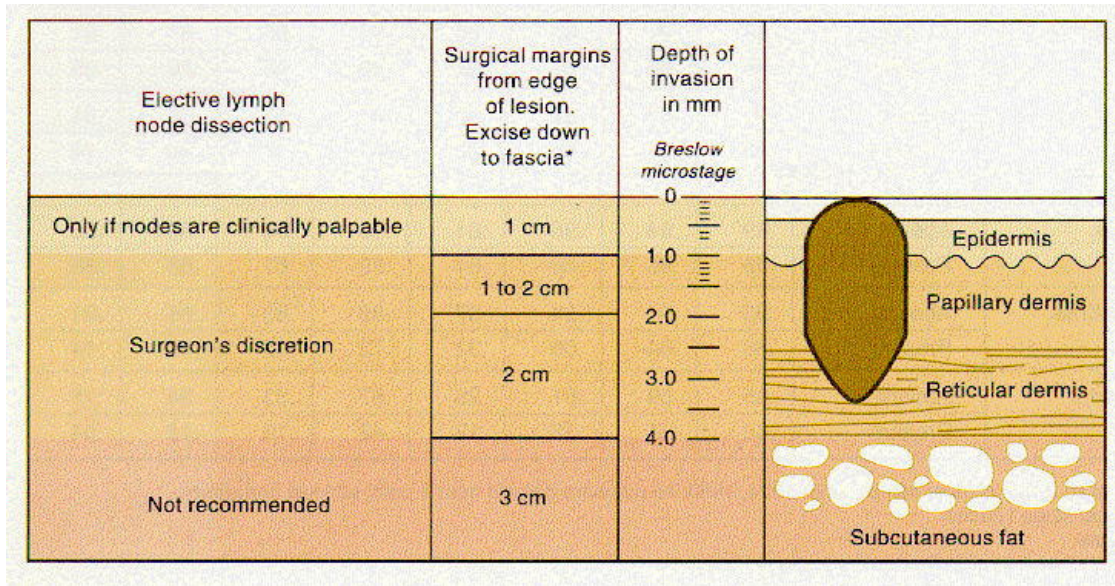 Elective lymph
node dissection
Surgical margins
from edge
of lesion.
Excise down
to fascia*
Depth of
invasion
in mm
Breslow
microstage
0
Only if nodes are clinically palpable
1 cm
Epidermis
1.0
1 to 2 cm
Papillary dermis
2.0
Surgeon's discretion
2 cm
3.0
Reticular dermis
4.0
Not recommended
3 cm
Subcutaneous fat